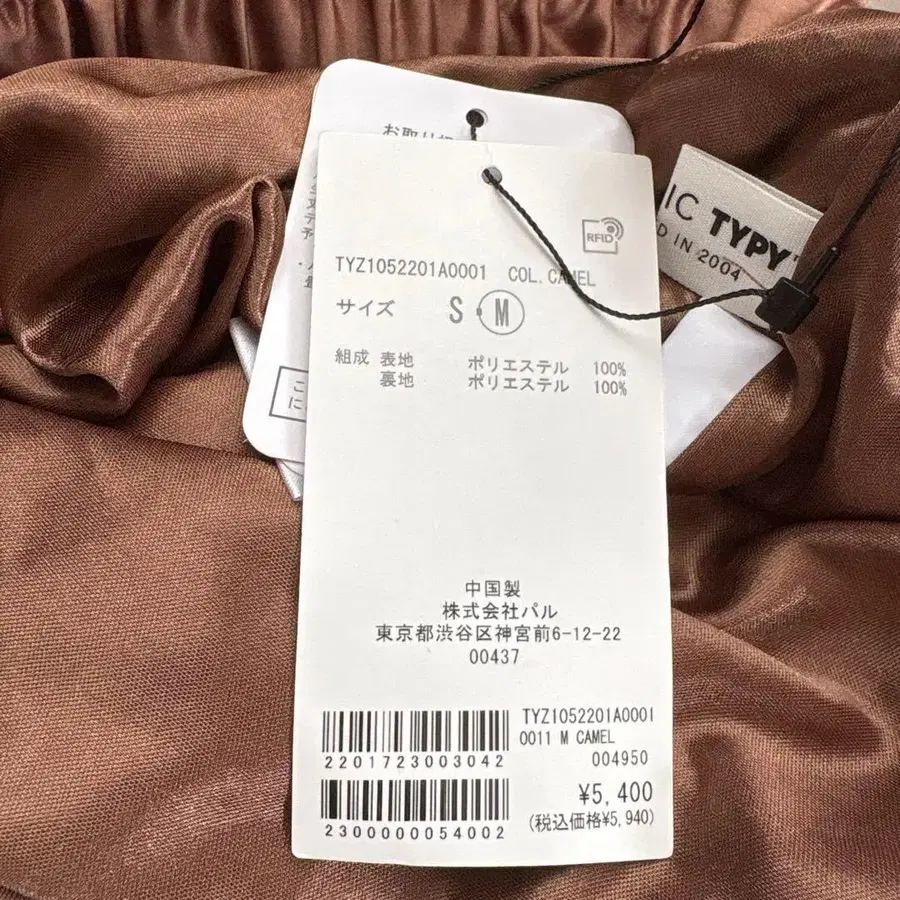 お取り
RFID
TYZ1052201A0001 COL. CAMEL
サイズ S・M
組成 表地 ポリエステル 100%
裏地 ポリエステル 100%
中国製
株式会社パル
東京都渋谷区神宮前6-12-22
00437
TYZ1052201A0001
0011 M CAMEL
2201723003042
004950
¥5,400
(税込価格¥5,940)
2300000054002
IC TYPY
D IN 2004